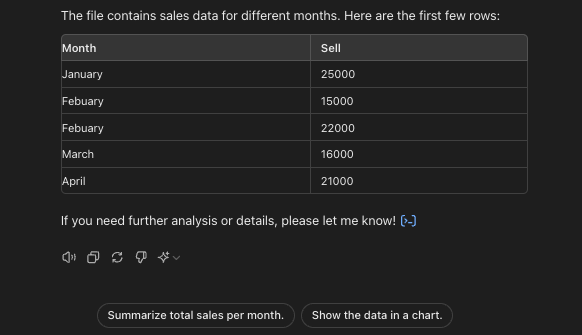 The file contains sales data for different months. Here are the first few rows:
Month Sell
January 25000
Febuary 15000
Febuary 22000
March 16000
April 21000
If you need further analysis or details, please let me know! [>_]
Summarize total sales per month. Show the data in a chart.